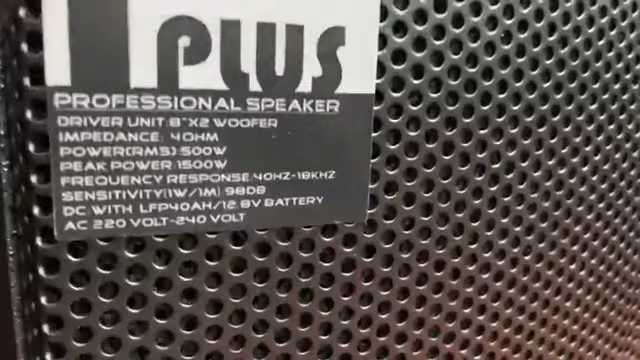 PLUS
PROFESSIONAL SPEAKER
DRIVER UNIT:8"X2 WOOFER
IMPEDANCE: 4OHM
POWER(RMS):500W
PEAK POWER:1500W
FREQUENCY RESPONSE:40HZ-18KHZ
SENSITIVITY(1W/1M) 98DB
DC WITH LFP40AH/12.8V BATTERY
AC 220 VOLT-240 VOLT